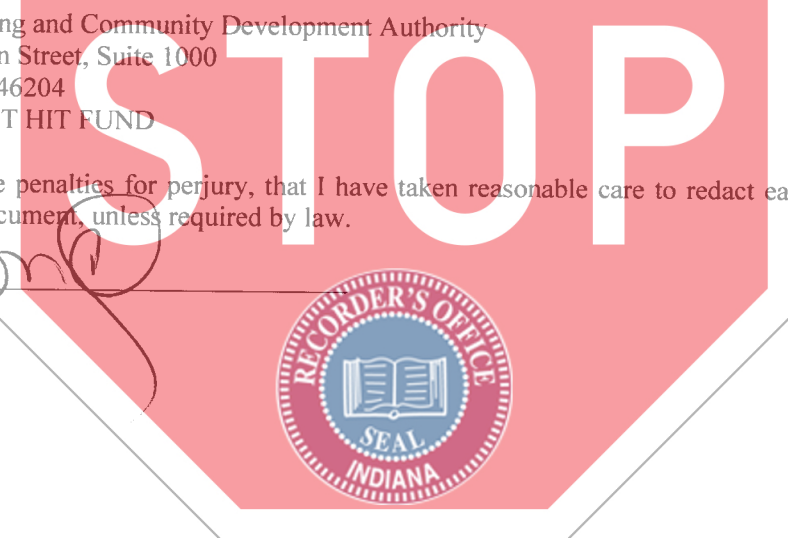 ng and Community Development Authority
n Street, Suite 1000
46204
T HIT FUND
STOP
e penalties for perjury, that I have taken reasonable care to redact ea
cument, unless required by law.
RECORDER'S OFFICE
SEAL
INDIANA